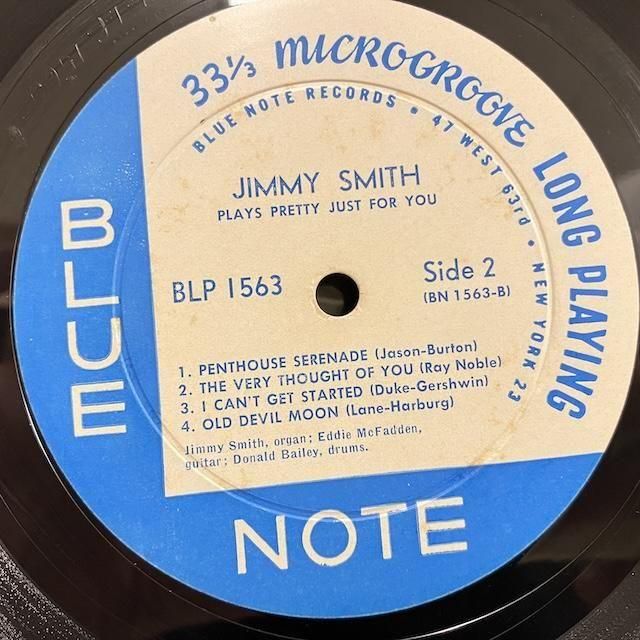 33⅓ MICROGROOVE LONG PLAYING
BLUE NOTE RECORDS • 47 WEST 63rd • NEW YORK 23
JIMMY SMITH
PLAYS PRETTY JUST FOR YOU
BLP 1563
Side 2
(BN 1563-B)
1. PENTHOUSE SERENADE (Jason-Burton)
2. THE VERY THOUGHT OF YOU (Ray Noble)
3. I CAN'T GET STARTED (Duke-Gershwin)
4. OLD DEVIL MOON (Lane-Harburg)
Jimmy Smith, organ; Eddie McFadden,
guitar; Donald Bailey, drums.
BLUE
NOTE